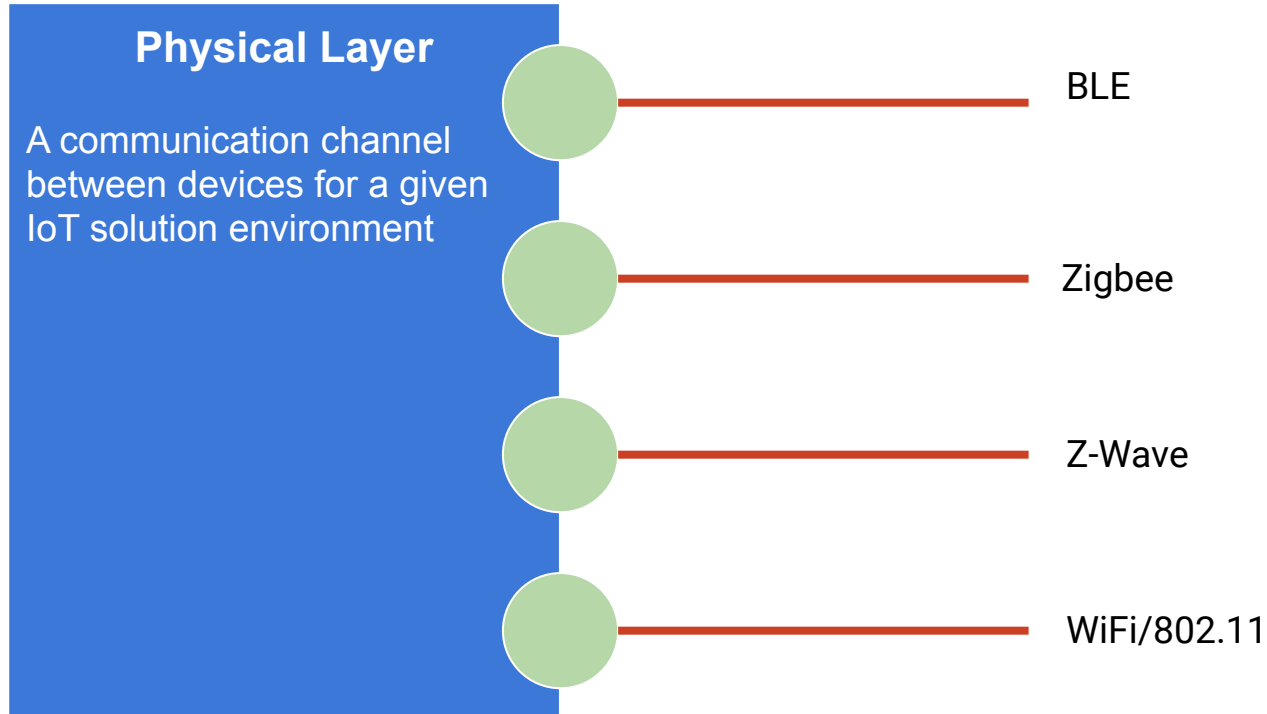 Physical Layer
A communication channel
between devices for a given
IoT solution environment
BLE
Zigbee
Z-Wave
WiFi/802.11